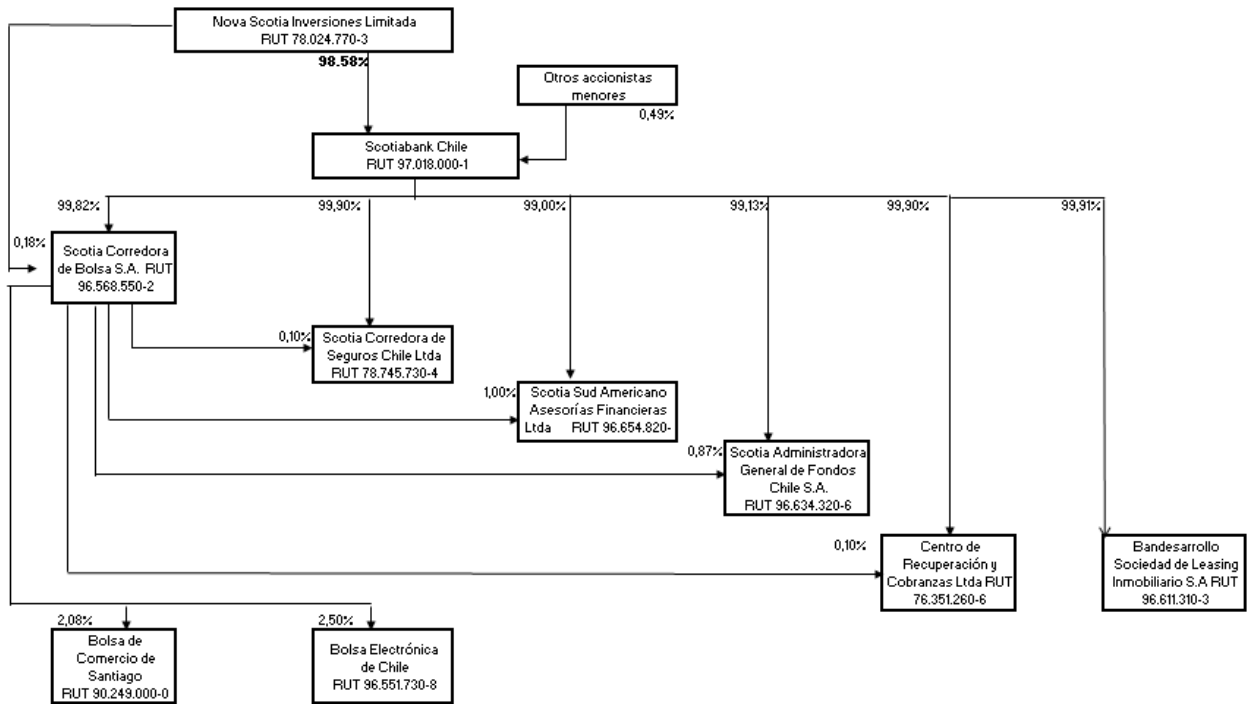 Nova Scotia Inversiones Limitada
RUT 78.024.770-3
98.58%
Otros accionistas
menores
0,49%
Scotiabank Chile
RUT 97.018.000-1
99,82%
99,90%
99,00%
99,13%
99,90%
99,91%
0,18%
Scotia Corredora
de Bolsa S.A. RUT
96.568.550-2
0,10%
Scotia Corredora de
Seguros Chile Ltda
RUT 78.745.730-4
1,00%
Scotia Sud Americano
Asesorías Financieras
Ltda RUT 96.654.820-
0,87%
Scotia Administradora
General de Fondos
Chile S.A.
RUT 96.634.320-6
0,10%
Centro de
Recuperación y
Cobranzas Ltda RUT
76.351.260-6
Bandesarrollo
Sociedad de Leasing
Inmobiliario S.A RUT
96.611.310-3
2,08%
Bolsa de
Comercio de
Santiago
RUT 90.249.000-0
2,50%
Bolsa Electrónica
de Chile
RUT 96.551.730-8